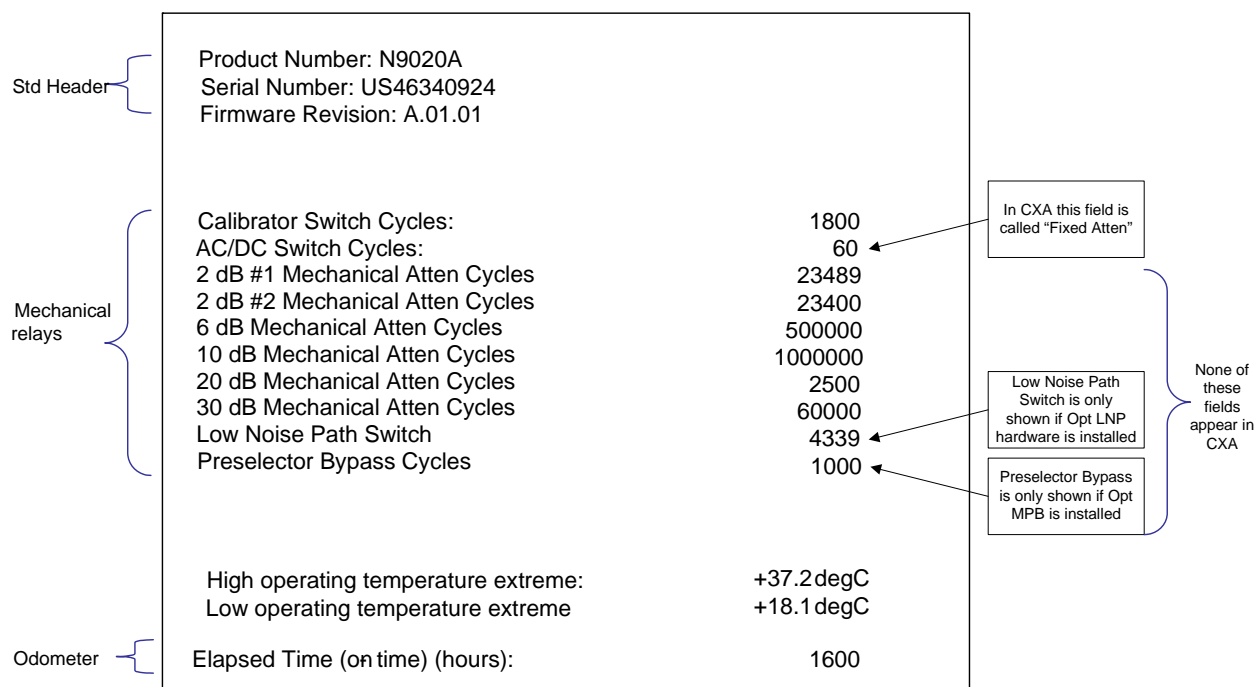 Std Header
Product Number: N9020A
Serial Number: US46340924
Firmware Revision: A.01.01
Mechanical
relays
Calibrator Switch Cycles: 1800
AC/DC Switch Cycles: 60
2 dB #1 Mechanical Atten Cycles 23489
2 dB #2 Mechanical Atten Cycles 23400
6 dB Mechanical Atten Cycles 500000
10 dB Mechanical Atten Cycles 1000000
20 dB Mechanical Atten Cycles 2500
30 dB Mechanical Atten Cycles 60000
Low Noise Path Switch 4339
Preselector Bypass Cycles 1000
In CXA this field is
called “Fixed Atten”
Low Noise Path
Switch is only
shown if Opt LNP
hardware is installed
Preselector Bypass
is only shown if Opt
MPB is installed
None of
these
fields
appear in
CXA
High operating temperature extreme: +37.2 degC
Low operating temperature extreme +18.1 degC
Odometer
Elapsed Time (on-time) (hours): 1600